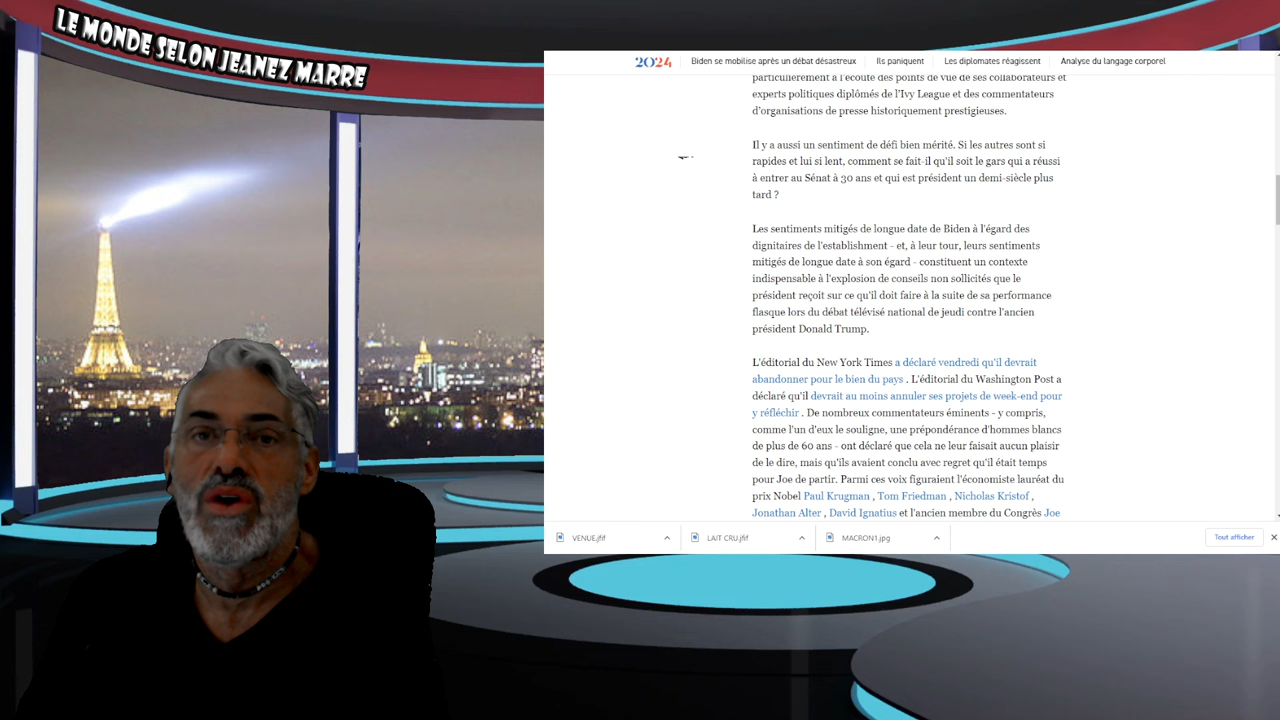 LE MONDE SELON JEANEZ MARRE
2024
Biden se mobilise après un débat désastreux
Ils paniquent
Les diplomates réagissent
Analyse du langage corporel
particulièrement à l'écoute des points de vue de ses collaborateurs et
experts politiques diplômés de l'Ivy League et des commentateurs
d'organisations de presse historiquement prestigieuses.
Il y a aussi un sentiment de défi bien mérité. Si les autres sont si
rapides et lui si lent, comment se fait-il qu'il soit le gars qui a réussi
à entrer au Sénat à 30 ans et qui est président un demi-siècle plus
tard ?
Les sentiments mitigés de longue date de Biden à l'égard des
dignitaires de l'establishment - et, à leur tour, leurs sentiments
mitigés de longue date à son égard - constituent un contexte
indispensable à l'explosion de conseils non sollicités que le
président reçoit sur ce qu'il doit faire à la suite de sa performance
flasque lors du débat télévisé national de jeudi contre l'ancien
président Donald Trump.
L'éditorial du New York Times a déclaré vendredi qu'il devrait
abandonner pour le bien du pays . L'éditorial du Washington Post a
déclaré qu'il devrait au moins annuler ses projets de week-end pour
y réfléchir . De nombreux commentateurs éminents - y compris,
comme l'un d'eux le souligne, une prépondérance d'hommes blancs
de plus de 60 ans - ont déclaré que cela ne leur faisait aucun plaisir
de le dire, mais qu'ils avaient conclu avec regret qu'il était temps
pour Joe de partir. Parmi ces voix figuraient l'économiste lauréat du
prix Nobel Paul Krugman , Tom Friedman , Nicholas Kristof ,
Jonathan Alter , David Ignatius et l'ancien membre du Congrès Joe
VENUE.jfif
LAIT CRU.jfif
MACRON1.jpg
Tout afficher